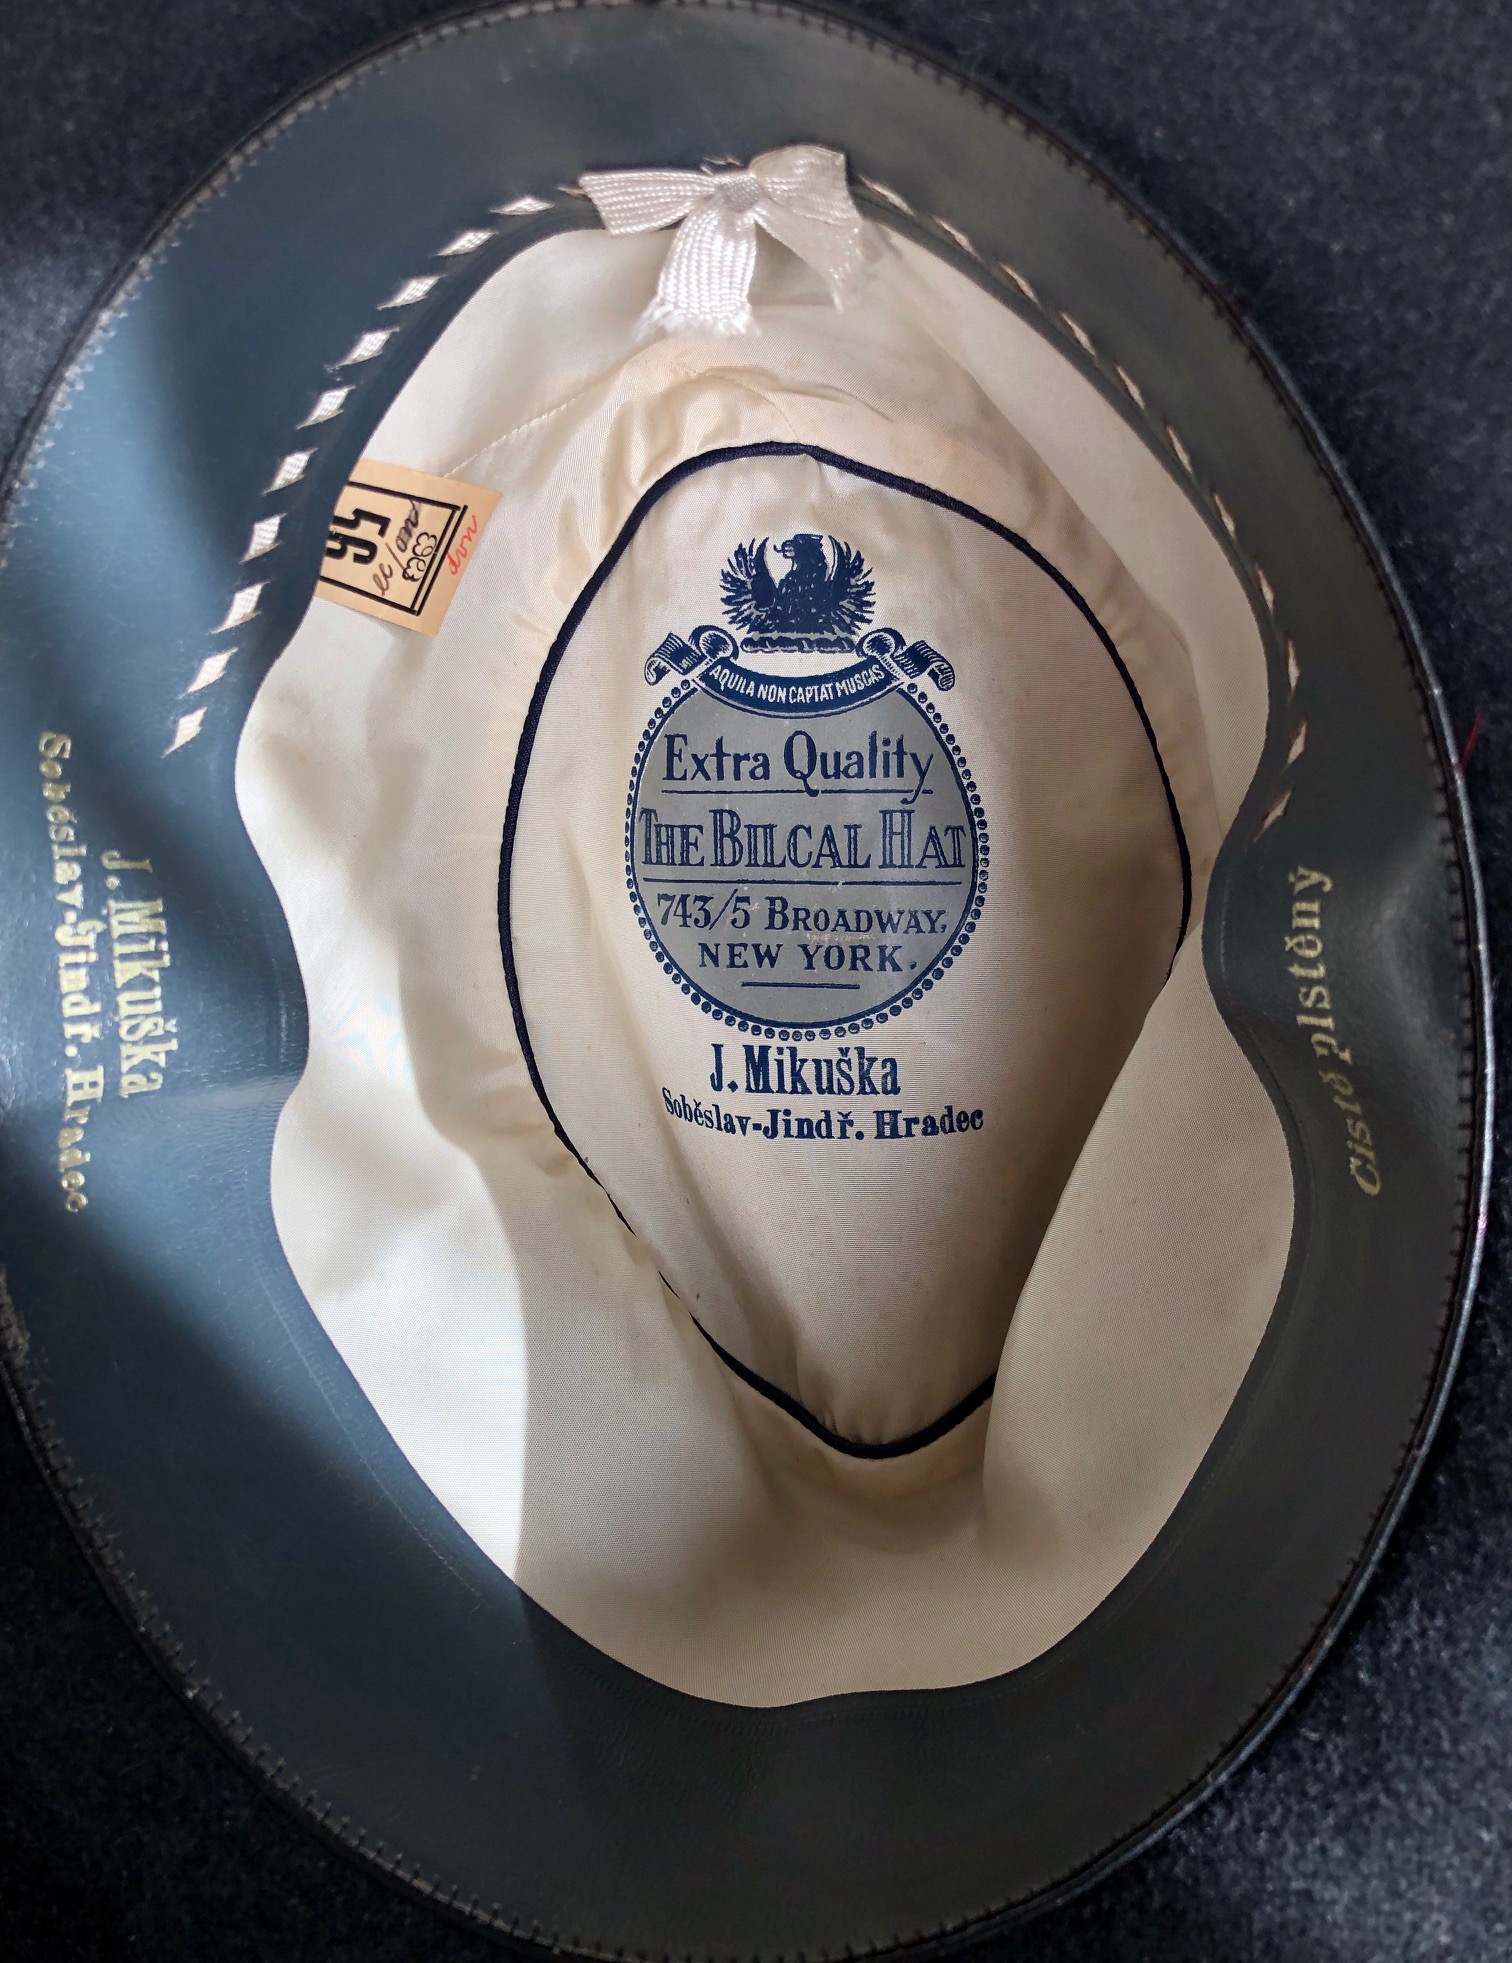 AQUILA NON CAPTAT MUSCAS
Extra Quality
THE BILCAL HAT
743/5 BROADWAY,
NEW YORK.
J. Mikuška
Soběslav-Jindř. Hradec
J. Mikuška
Soběslav-Jindř. Hradec
Čistě plstěný
56